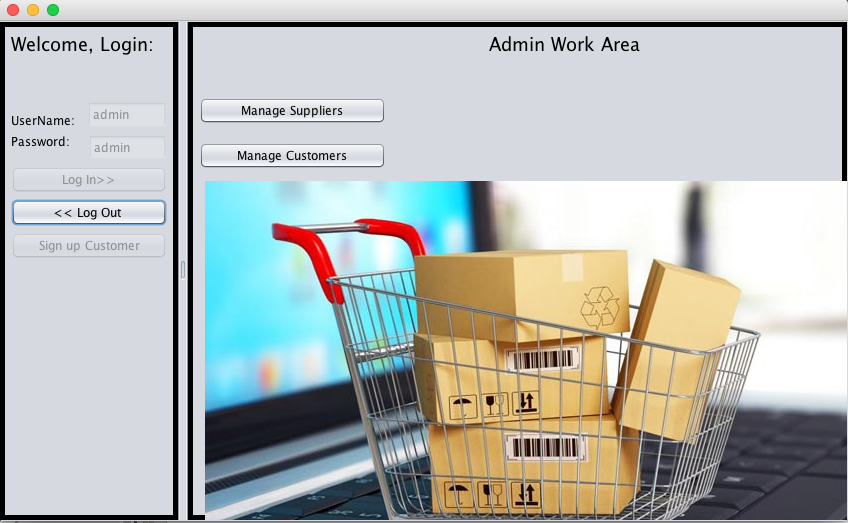 Welcome, Login:
UserName:
admin
Password:
admin
Log In>>
<< Log Out
Sign up Customer
Admin Work Area
Manage Suppliers
Manage Customers